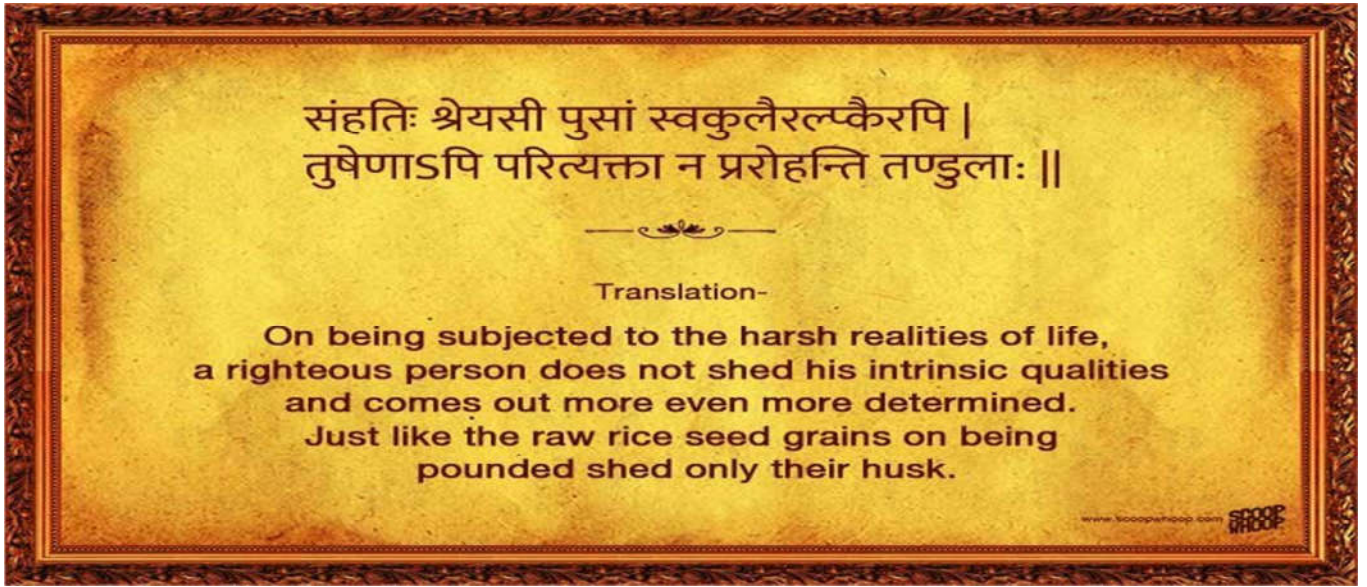 संहतिः श्रेयसी पुसां स्वकुलैरल्प्कैरपि |
तुषेणाऽपि परित्यक्ता न प्ररोहन्ति तण्डुलाः ||
Translation-
On being subjected to the harsh realities of life,
a righteous person does not shed his intrinsic qualities
and comes out more even more determined.
Just like the raw rice seed grains on being
pounded shed only their husk.
www.scoopwhoop.com SCOOP
WHOOP